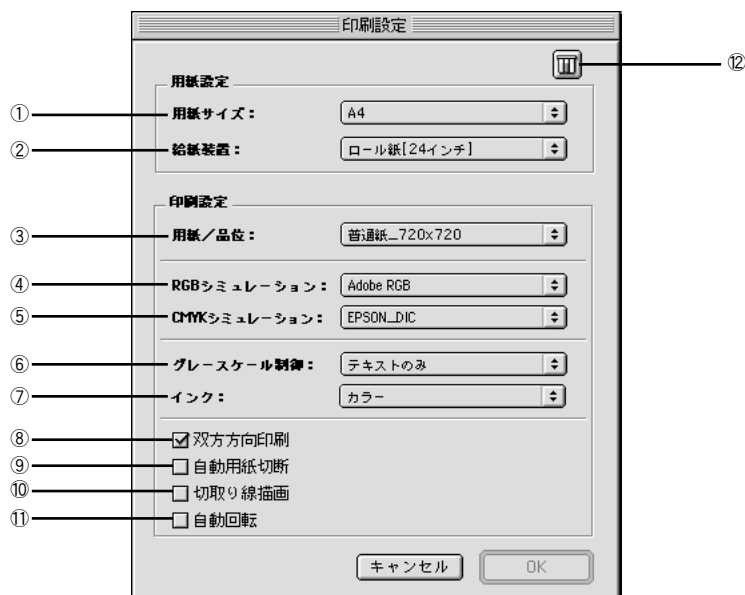 印刷設定
⑫
用紙設定
① 用紙サイズ： A4
② 給紙装置： ロール紙[24インチ]
印刷設定
③ 用紙／品位： 普通紙_720×720
④ RGBシミュレーション： Adobe RGB
⑤ CMYKシミュレーション： EPSON_DIC
⑥ グレースケール制御： テキストのみ
⑦ インク： カラー
⑧ 双方方向印刷
⑨ 自動用紙切断
⑩ 切取り線描画
⑪ 自動回転
キャンセル OK